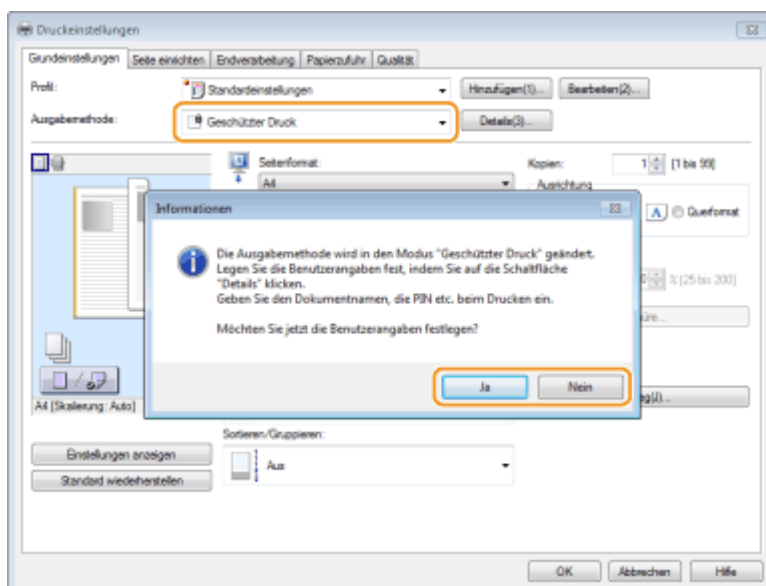 Druckeinstellungen
Grundeinstellungen Seite einrichten Endverarbeitung Papierzufuhr Qualität
Profil: Standardeinstellungen Hinzufügen(1)... Bearbeiten(2)...
Ausgabemethode: Geschützter Druck Details(3)...
Seitenformat: Kopien: 1 [1 bis 99]
A4 Ausrichtung
A Querformat
Informationen
Die Ausgabemethode wird in den Modus "Geschützter Druck" geändert.
Legen Sie die Benutzerangaben fest, indem Sie auf die Schaltfläche
"Details" klicken.
Geben Sie den Dokumentnamen, die PIN etc. beim Drucken ein.
Möchten Sie jetzt die Benutzerangaben festlegen?
Ja Nein
% [25 bis 200]
A4 [Skalierung: Auto]
Sortieren/Gruppieren:
Einstellungen anzeigen
Aus
Standard wiederherstellen
OK Abbrechen Hilfe